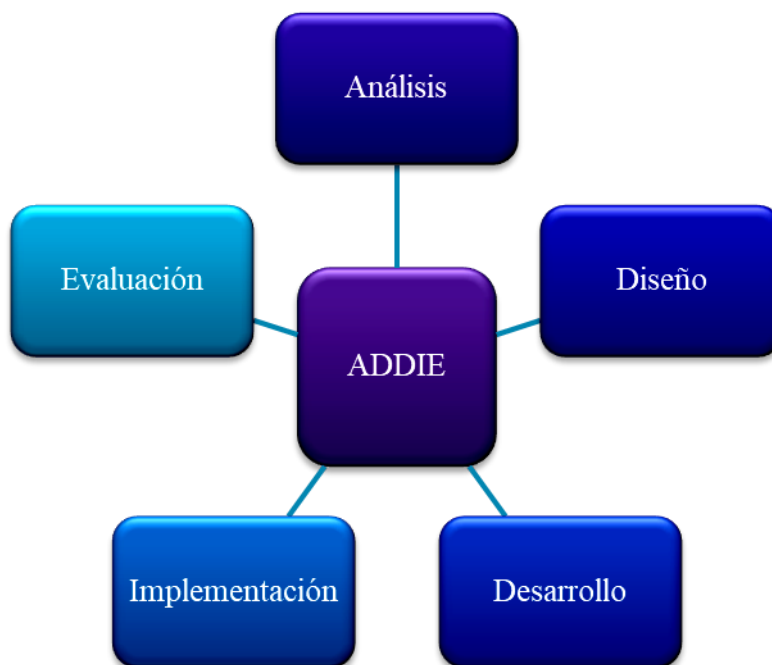 Análisis
Evaluación
Diseño
ADDIE
Implementación
Desarrollo